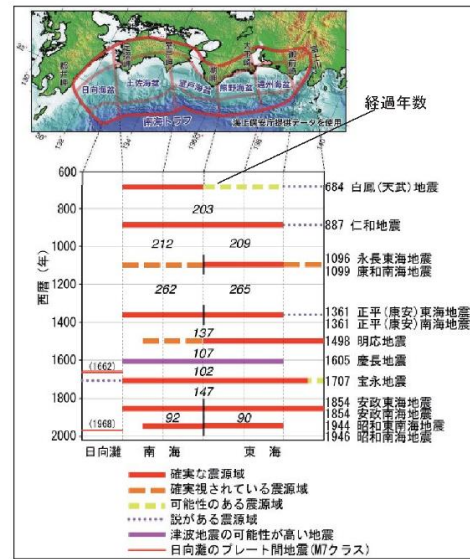 日向海盆
土佐海盆
室戸海盆
熊野海盆
遠州海盆
南海トラフ
海上保安庁提供データを使用
経過年数
西暦(年)
600
684 白鳳(天武)地震
800
203
887 仁和地震
1000
212
209
1096 永長東海地震
1099 康和南海地震
1200
262
265
1361 正平(康安)東海地震
1361 正平(康安)南海地震
1400
137
1498 明応地震
1600
107
1605 慶長地震
(1662)
102
1707 宝永地震
147
1800
1854 安政東海地震
1854 安政南海地震
(1968)
92
90
1944 昭和東南海地震
1946 昭和南海地震
2000
日向灘
南 海
東 海
確実な震源域
確実視されている震源域
可能性のある震源域
説がある震源域
津波地震の可能性が高い地震
日向灘のプレート間地震(M7クラス)